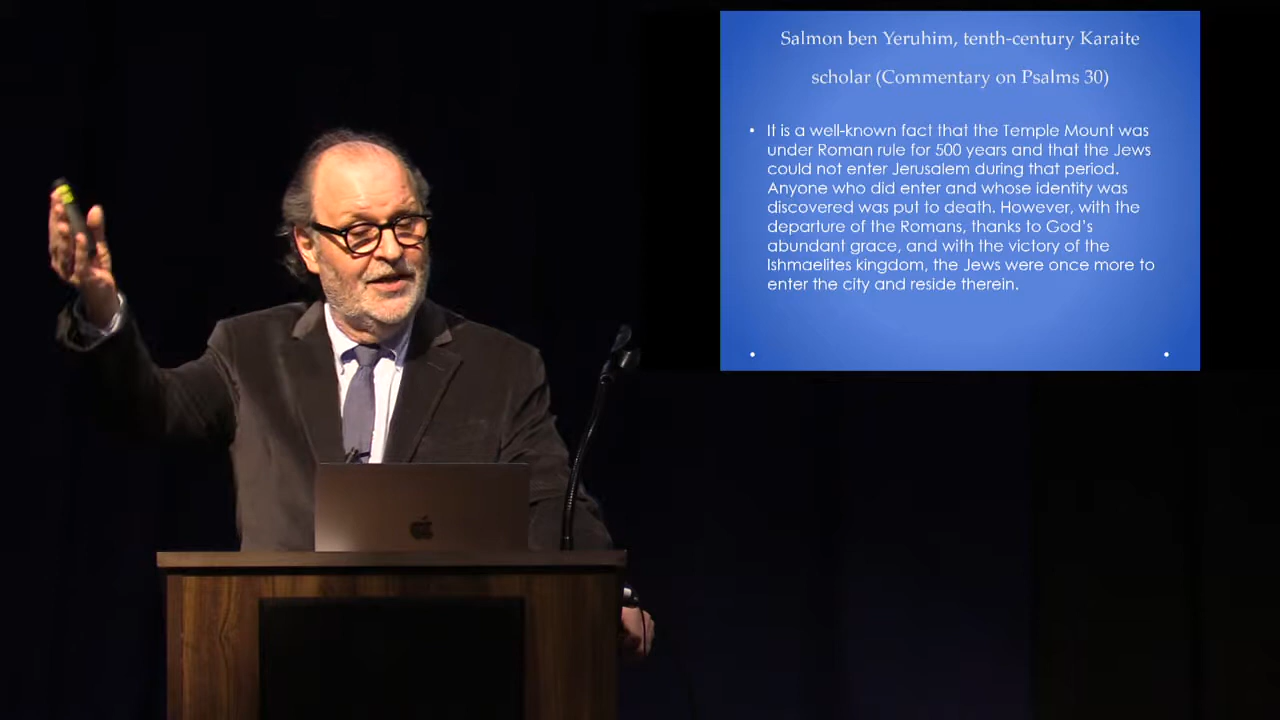 Salmon ben Yeruhim, tenth-century Karaite
scholar (Commentary on Psalms 30)
• It is a well-known fact that the Temple Mount was
under Roman rule for 500 years and that the Jews
could not enter Jerusalem during that period.
Anyone who did enter and whose identity was
discovered was put to death. However, with the
departure of the Romans, thanks to God's
abundant grace, and with the victory of the
Ishmaelites kingdom, the Jews were once more to
enter the city and reside therein.